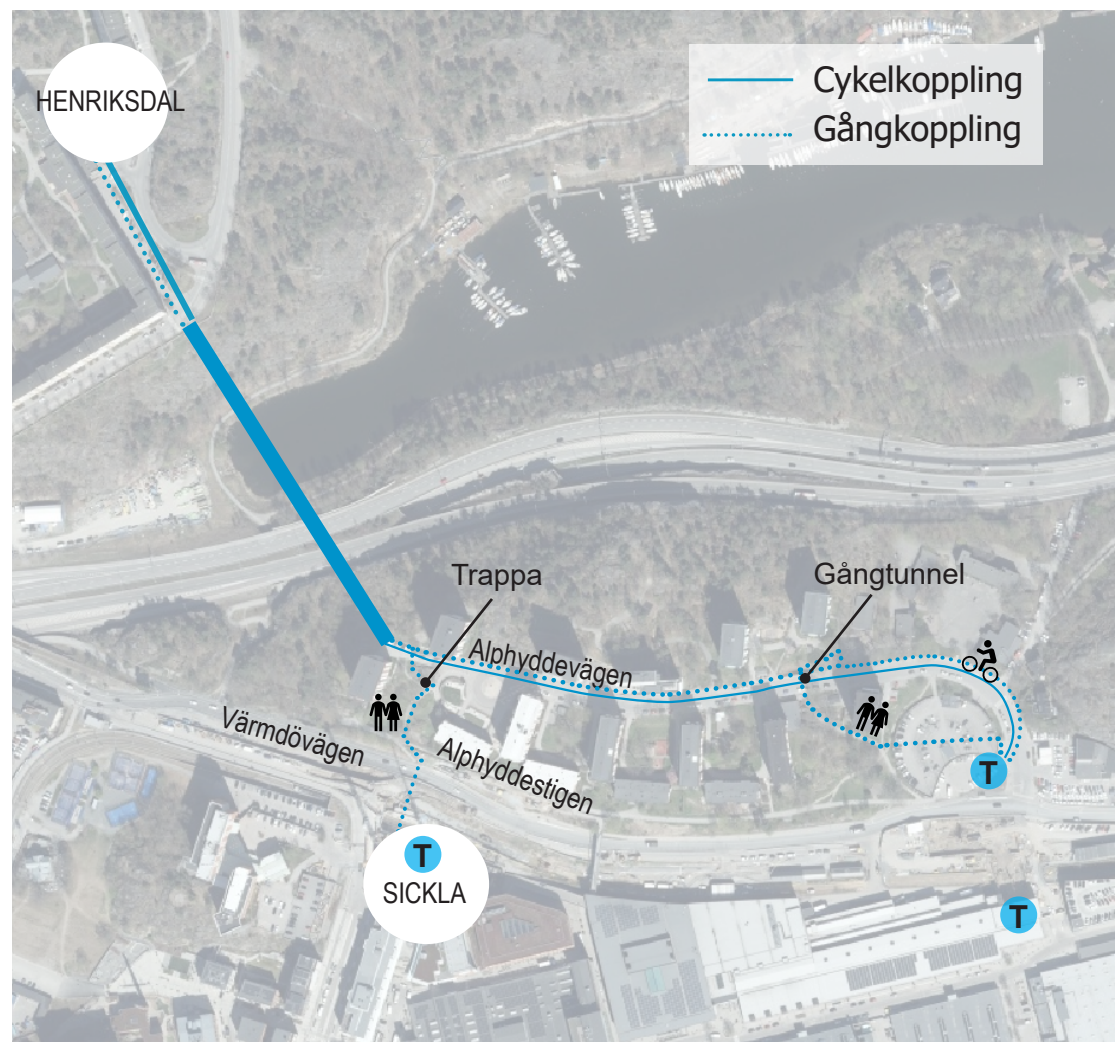 HENRIKSDAL
Cykelkoppling
Gångkoppling
Trappa
Gångtunnel
Alphyddevägen
Värmdövägen
Alphyddestigen
T
T
SICKLA
T